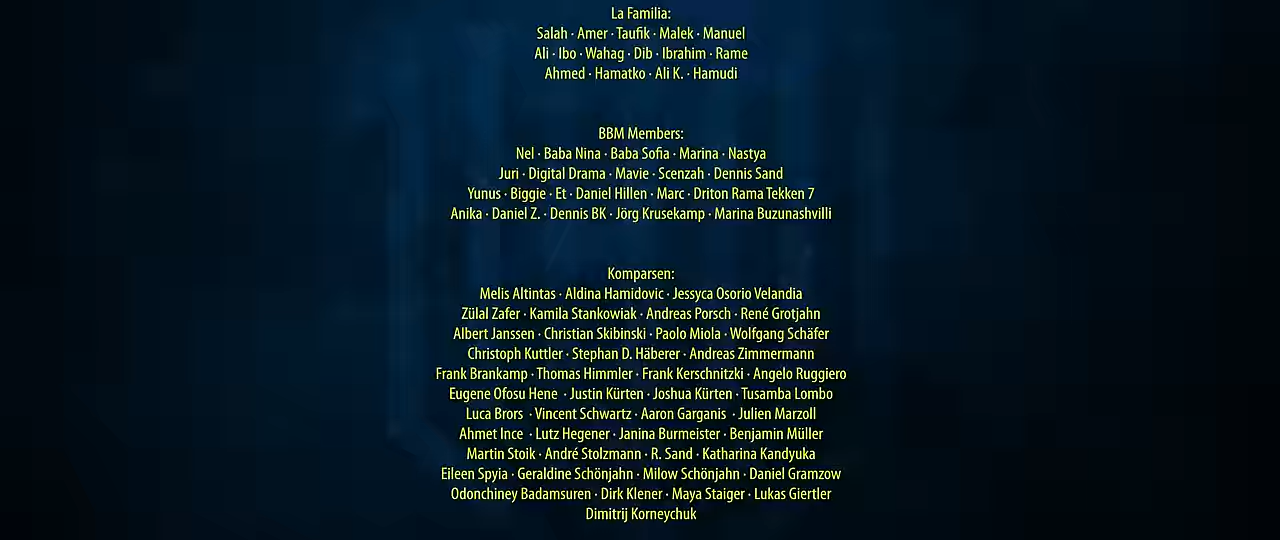 La Familia:
Salah · Amer · Taufik · Malek · Manuel
Ali · Ibo · Wahag · Dib · Ibrahim · Rame
Ahmed · Hamatko · Ali K. · Hamudi
BBM Members:
Nel · Baba Nina · Baba Sofia · Marina · Nastya
Juri · Digital Drama · Mavie · Scenzah · Dennis Sand
Yunus · Biggie · Et · Daniel Hillen · Marc · Driton Rama Tekken 7
Anika · Daniel Z. · Dennis BK · Jörg Krusekamp · Marina Buzunashvilli
Komparsen:
Melis Altintas · Aldina Hamidovic · Jessyca Osorio Velandia
Zülal Zafer · Kamila Stankowiak · Andreas Porsch · René Grotjahn
Albert Janssen · Christian Skibinski · Paolo Miola · Wolfgang Schäfer
Christoph Kuttler · Stephan D. Häberer · Andreas Zimmermann
Frank Brankamp · Thomas Himmler · Frank Kerschnitzki · Angelo Ruggiero
Eugene Ofosu Hene · Justin Kürten · Joshua Kürten · Tusamba Lombo
Luca Brors · Vincent Schwartz · Aaron Garganis · Julien Marzoll
Ahmet Ince · Lutz Hegener · Janina Burmeister · Benjamin Müller
Martin Stoik · André Stolzmann · R. Sand · Katharina Kandyuka
Eileen Spyia · Geraldine Schönjahn · Milow Schönjahn · Daniel Gramzow
Odonchiney Badamsuren · Dirk Klener · Maya Staiger · Lukas Giertler
Dimitrij Korneychuk